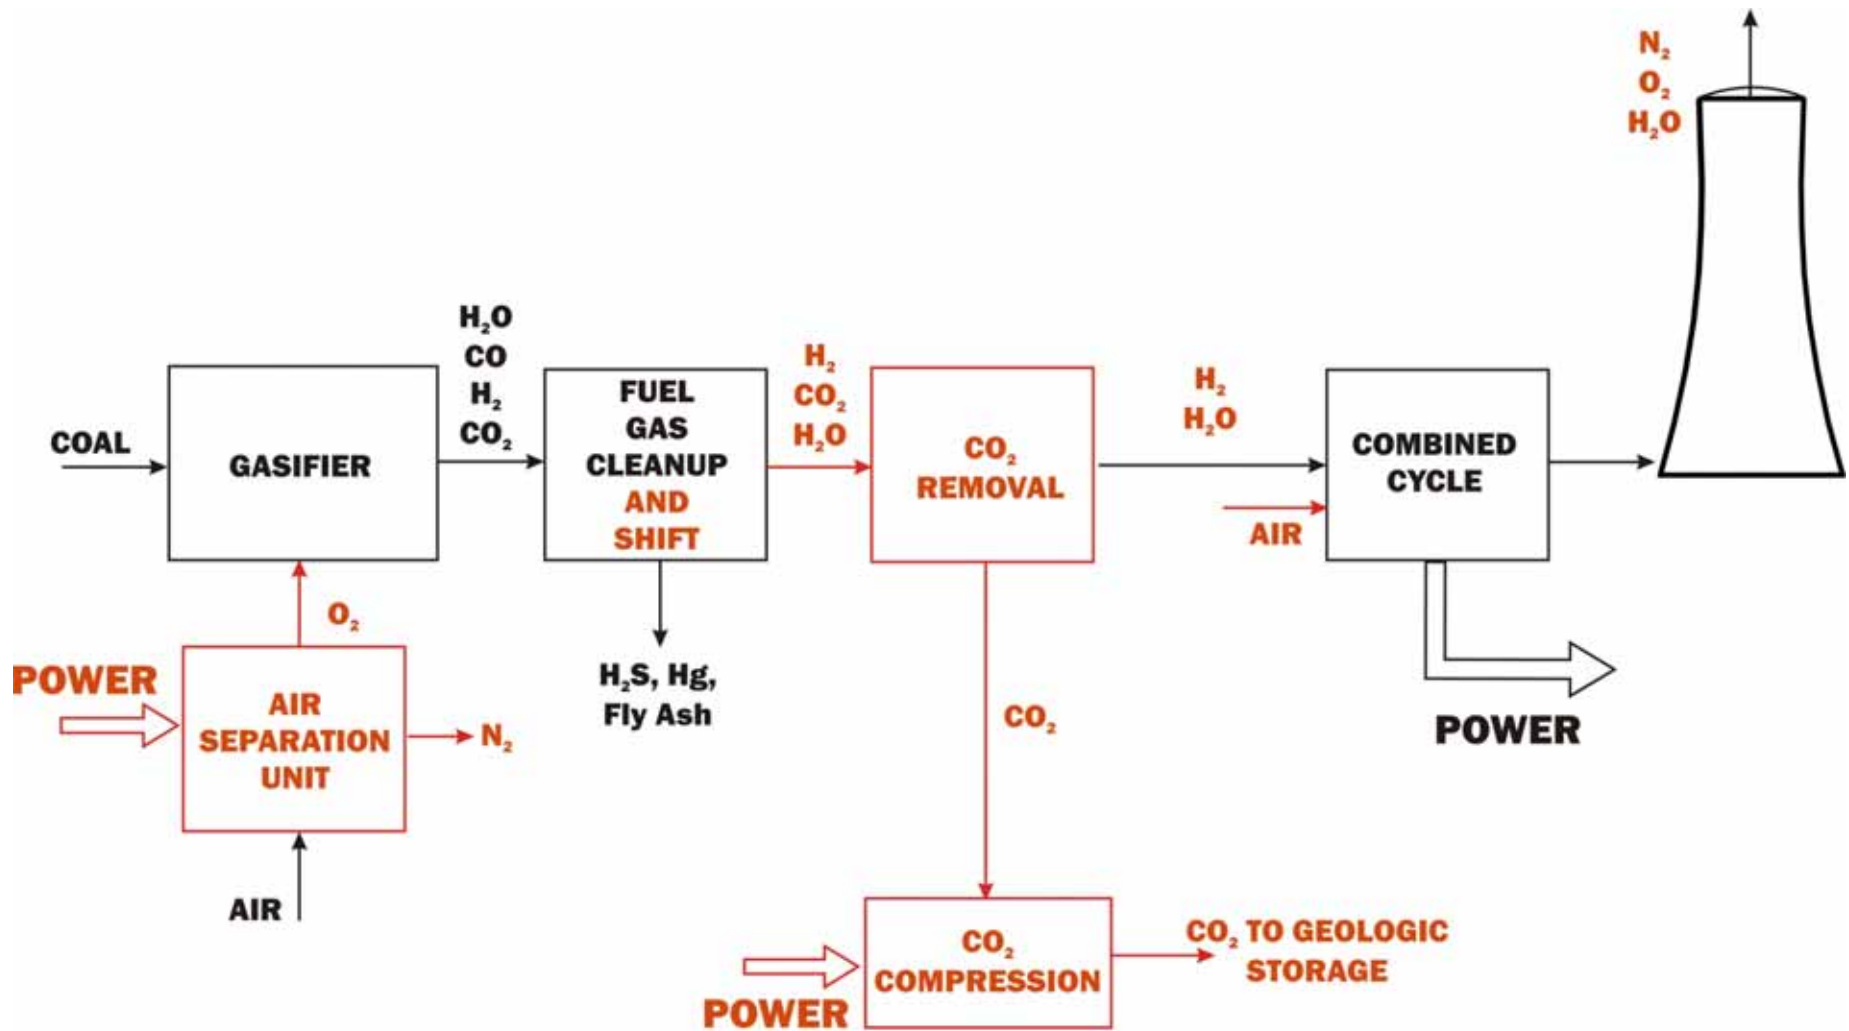 N₂
O₂
H₂O
H₂O
CO
H₂
CO₂
COAL
GASIFIER
FUEL
GAS
CLEANUP
AND
SHIFT
H₂
CO₂
H₂O
CO₂
REMOVAL
H₂
H₂O
AIR
COMBINED
CYCLE
O₂
POWER
AIR
SEPARATION
UNIT
N₂
AIR
H₂S, Hg,
Fly Ash
CO₂
POWER
CO₂
COMPRESSION
POWER
CO₂ TO GEOLOGIC
STORAGE